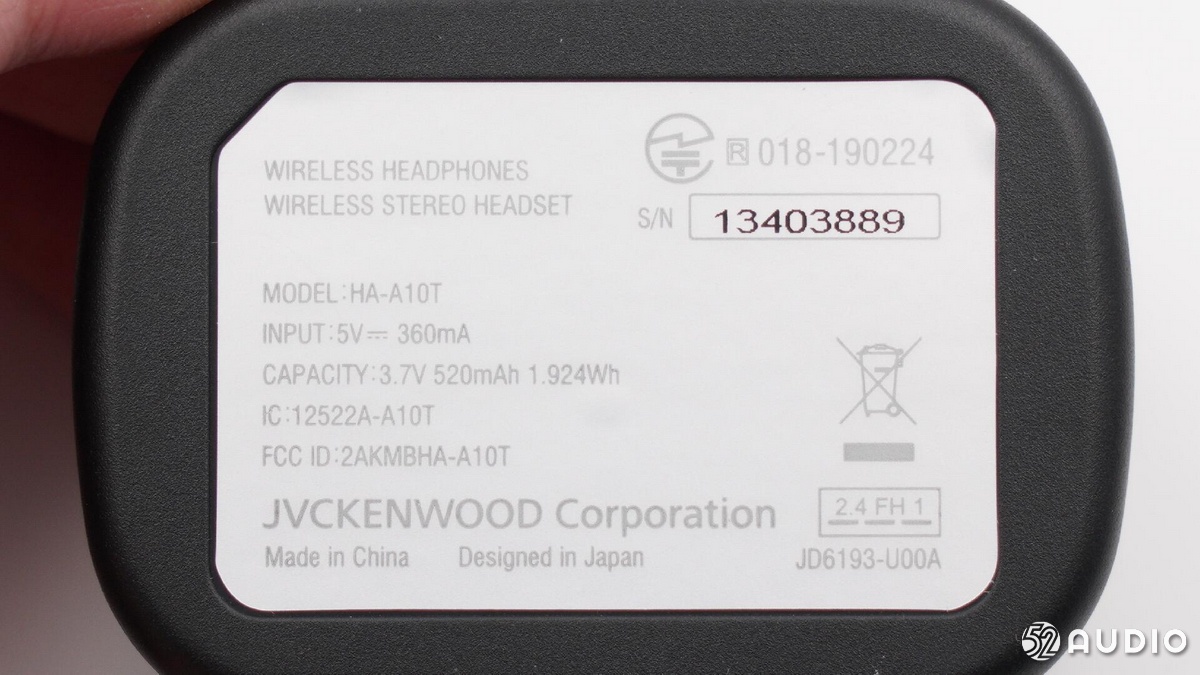 WIRELESS HEADPHONES
WIRELESS STEREO HEADSET
R 018-190224
S/N 13403889
MODEL:HA-A10T
INPUT:5V⎓ 360mA
CAPACITY:3.7V 520mAh 1.924Wh
IC:12522A-A10T
FCC ID:2AKMBHA-A10T
JVCKENWOOD Corporation
2.4 FH 1
Made in China Designed in Japan
JD6193-U00A
52 AUDIO